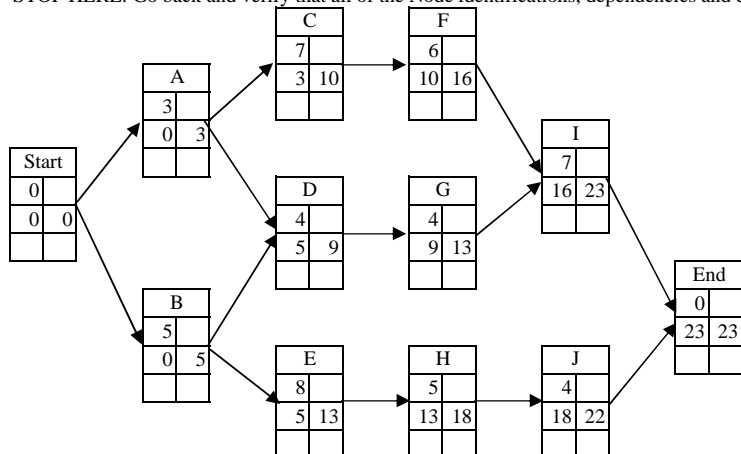 STOP HERE. Go back and verify that all of the Node identifications, dependencies and
C
7
3 10
F
6
10 16
A
3
0 3
I
7
16 23
Start
0
0 0
D
4
5 9
G
4
9 13
End
0
23 23
B
5
0 5
E
8
5 13
H
5
13 18
J
4
18 22